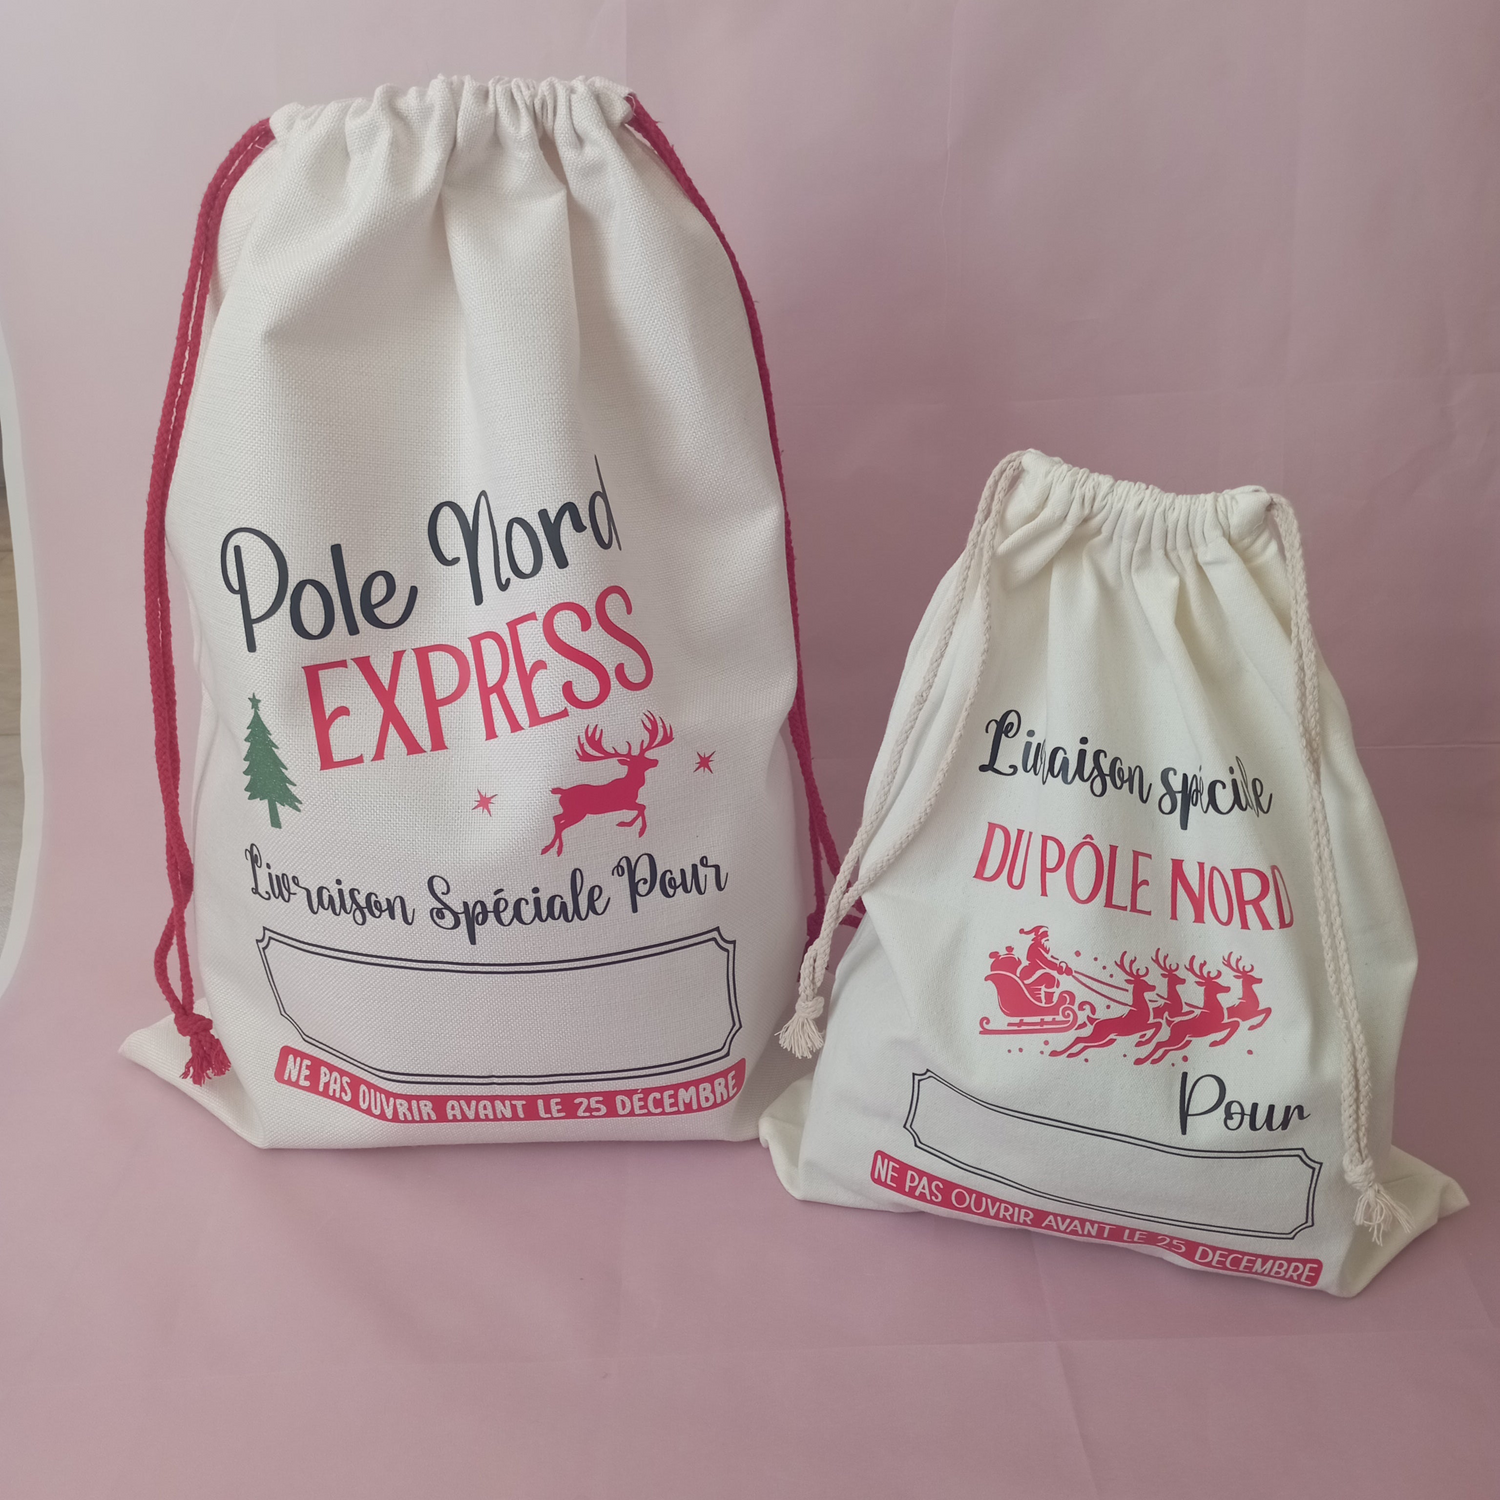 Pole Nord
EXPRESS
Livraison Spéciale Pour
NE PAS OUVRIR AVANT LE 25 DÉCEMBRE
Livraison spécile
DU PÔLE NORD
Pour
NE PAS OUVRIR AVANT LE 25 DECEMBRE